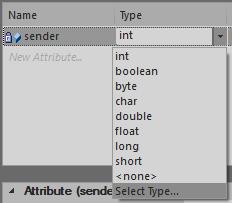 Name Type
sender int
New Attribute...
int
boolean
byte
char
double
float
long
short
<none>
Select Type...
Attribute (sende